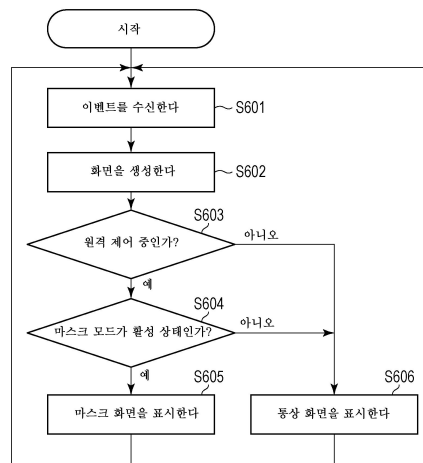 시작
이벤트를 수신한다
S601
화면을 생성한다
S602
S603
원격 제어 중인가?
아니오
예
S604
마스크 모드가 활성 상태인가?
아니오
예
S605
S606
마스크 화면을 표시한다
통상 화면을 표시한다